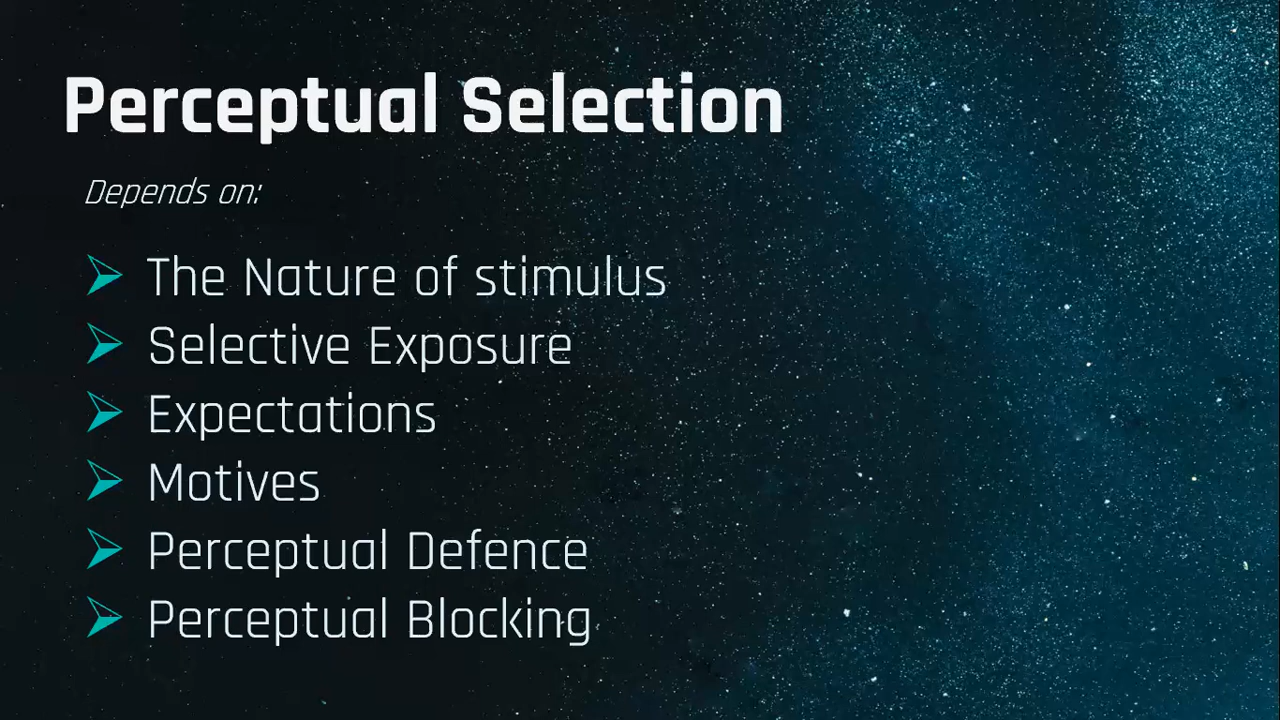 Perceptual Selection
Depends on:
The Nature of stimulus
Selective Exposure
Expectations
Motives
Perceptual Defence
Perceptual Blocking